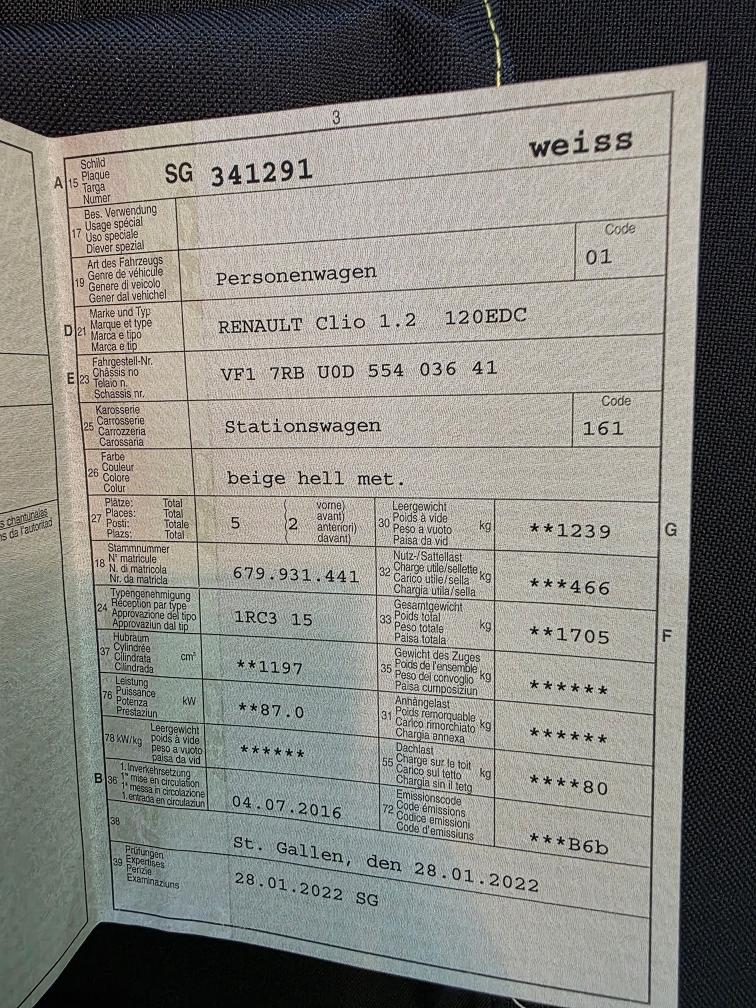 3
A 15 Schild
Plaque
Targa
Numer
SG 341291 weiss
17 Bes. Verwendung
Usage spécial
Uso speciale
Diever spezial
19 Art des Fahrzeugs
Genre de véhicule
Genere di veicolo
Gener dal vehichel
Personenwagen
Code
01
D 21 Marke und Typ
Marque et type
Marca e tipo
Marca e tip
RENAULT Clio 1.2 120EDC
E 23 Fahrgestell-Nr.
Châssis no
Telaio n.
Schassis nr.
VF1 7RB U0D 554 036 41
25 Karosserie
Carrosserie
Carrozzeria
Carossaria
Stationswagen
Code
161
26 Farbe
Couleur
Colore
Colur
beige hell met.
27 Plätze: Total
Places: Total
Posti: Totale
Plazs: Total
5 (2 vorne)
avant)
anteriori)
davant)
30 Leergewicht
Poids à vide
Peso a vuoto
Paisa da vid
kg
**1239
G
18 Stammnummer
N° matricule
N. di matricola
Nr. da matricla
679.931.441
32 Nutz-/Sattellast
Charge utile/sellette
Carico utile/sella
Chargia utila/sella
kg
***466
24 Typengenehmigung
Réception par type
Approvazione del tipo
Approvaziun dal tip
1RC3 15
33 Gesamtgewicht
Poids total
Peso totale
Paisa totala
kg
**1705
F
37 Hubraum
Cylindrée
Cilindrata
Cilindrada
cm³
**1197
35 Gewicht des Zuges
Poids de l'ensemble
Peso del convoglio
Paisa cumposiziun
kg
******
76 Leistung
Puissance
Potenza
Prestaziun
kW
**87.0
31 Anhängelast
Poids remorquable
Carico rimorchiato
Chargia annexa
kg
******
78 kW/kg Leergewicht
poids à vide
peso a vuoto
paisa da vid
******
55 Dachlast
Charge sur le toit
Carico sul tetto
Chargia sin il tetg
kg
****80
B 36 1. Inverkehrsetzung
1re mise en circulation
1a messa in circolazione
1. entrada en circulaziun
04.07.2016
72 Emissionscode
Code émissions
Codice emissioni
Code d'emissiuns
***B6b
38
St. Gallen, den 28.01.2022
39 Prüfungen
Expertises
Perizie
Examinaziuns
28.01.2022 SG
chantunales
da l'autoritad